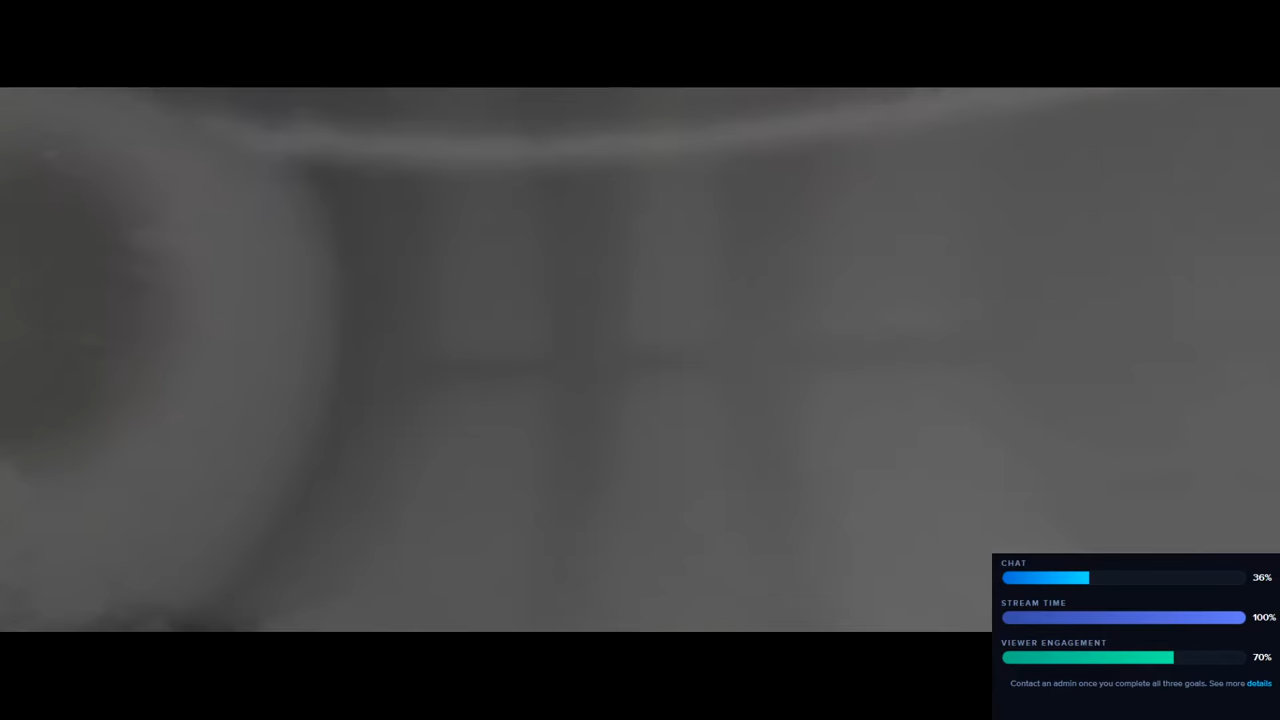 CHAT
36%
STREAM TIME
100%
VIEWER ENGAGEMENT
70%
Contact an admin once you complete all three goals. See more details